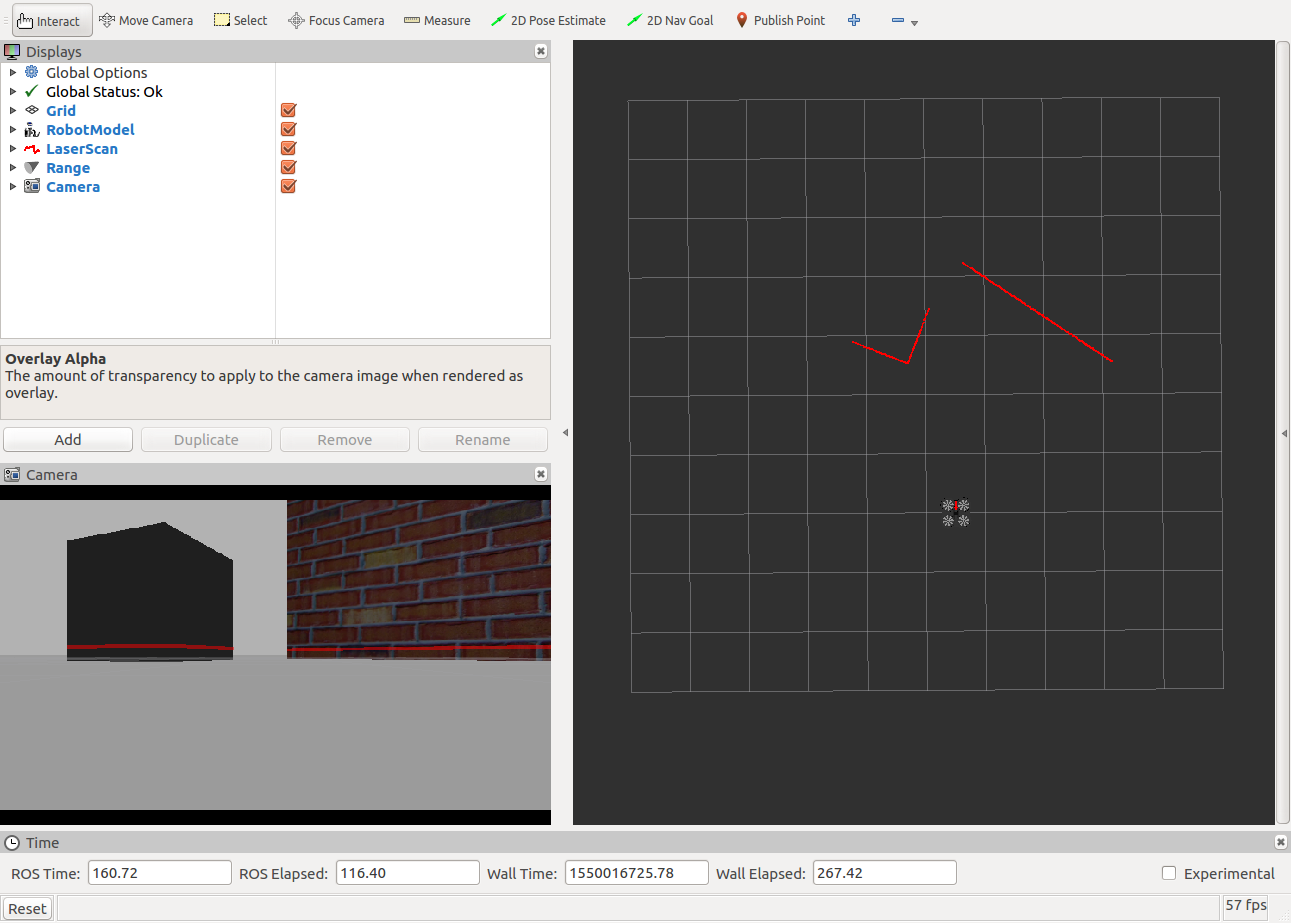 Interact Move Camera Select Focus Camera Measure 2D Pose Estimate 2D Nav Goal Publish Point
Displays
Global Options
Global Status: Ok
Grid
RobotModel
LaserScan
Range
Camera
Overlay Alpha
The amount of transparency to apply to the camera image when rendered as
overlay.
Add Duplicate Remove Rename
Camera
Time
ROS Time: 160.72 ROS Elapsed: 116.40 Wall Time: 1550016725.78 Wall Elapsed: 267.42 Experimental
Reset 57 fps